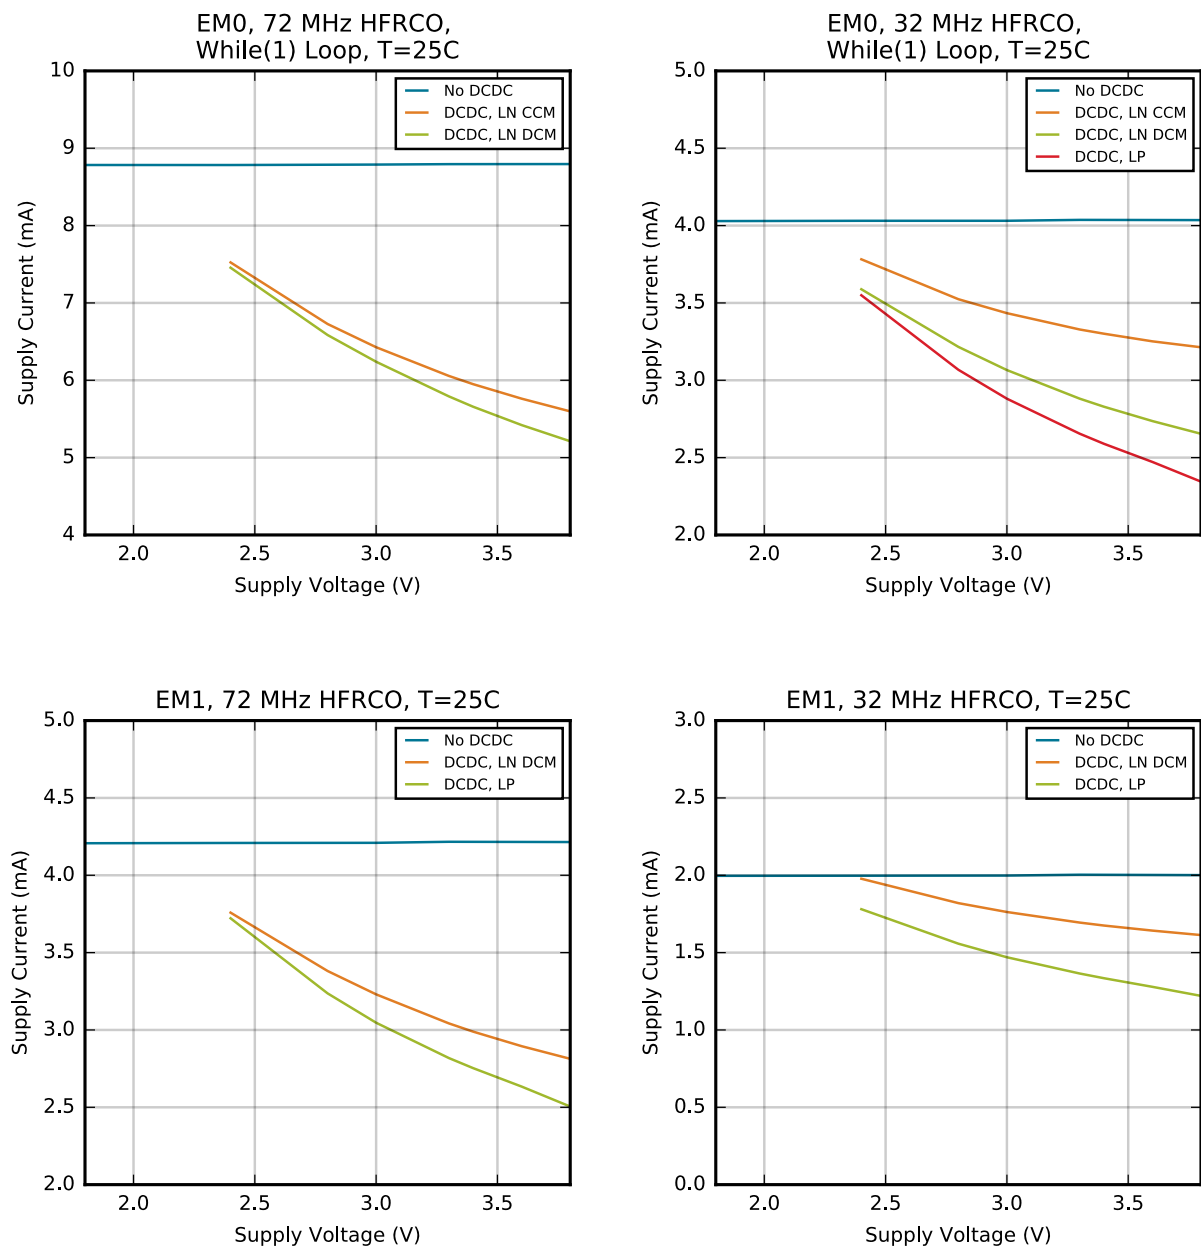 EM0, 72 MHz HFRCO,
While(1) Loop, T=25C
10
9
8
7
6
5
4
Supply Current (mA)
No DCDC
DCDC, LN CCM
DCDC, LN DCM
2.0
2.5
3.0
3.5
Supply Voltage (V)
EM0, 32 MHz HFRCO,
While(1) Loop, T=25C
5.0
4.5
4.0
3.5
3.0
2.5
2.0
Supply Current (mA)
No DCDC
DCDC, LN CCM
DCDC, LN DCM
DCDC, LP
2.0
2.5
3.0
3.5
Supply Voltage (V)
EM1, 72 MHz HFRCO, T=25C
5.0
4.5
4.0
3.5
3.0
2.5
2.0
Supply Current (mA)
No DCDC
DCDC, LN DCM
DCDC, LP
2.0
2.5
3.0
3.5
Supply Voltage (V)
EM1, 32 MHz HFRCO, T=25C
3.0
2.5
2.0
1.5
1.0
0.5
0.0
Supply Current (mA)
No DCDC
DCDC, LN DCM
DCDC, LP
2.0
2.5
3.0
3.5
Supply Voltage (V)